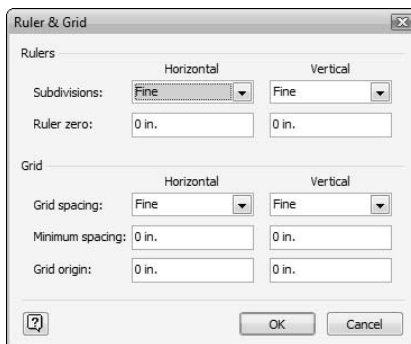 Ruler & Grid
Rulers
Horizontal Vertical
Subdivisions: Fine Fine
Ruler zero: 0 in. 0 in.
Grid
Horizontal Vertical
Grid spacing: Fine Fine
Minimum spacing: 0 in. 0 in.
Grid origin: 0 in. 0 in.
? OK Cancel